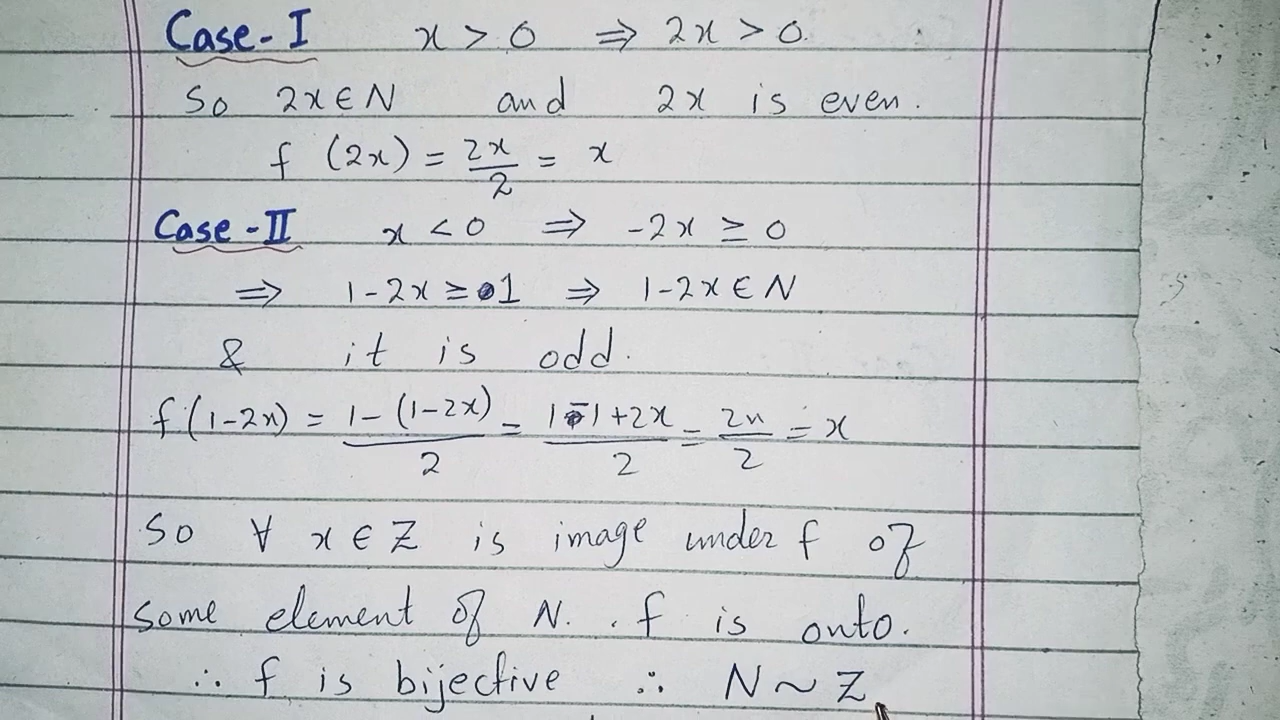 Case-I x > 0 ⇒ 2x > 0.
So 2x ∈ N and 2x is even.
f (2x) = 2x/2 = x
Case-II x < 0 ⇒ -2x ≥ 0
⇒ 1-2x ≥ 1 ⇒ 1-2x ∈ N
& it is odd.
f(1-2x) = 1-(1-2x)/2 = 1-1+2x/2 = 2x/2 = x
So ∀ x ∈ Z is image under f of
some element of N. . f is onto.
∴ f is bijective ∴ N ~ Z